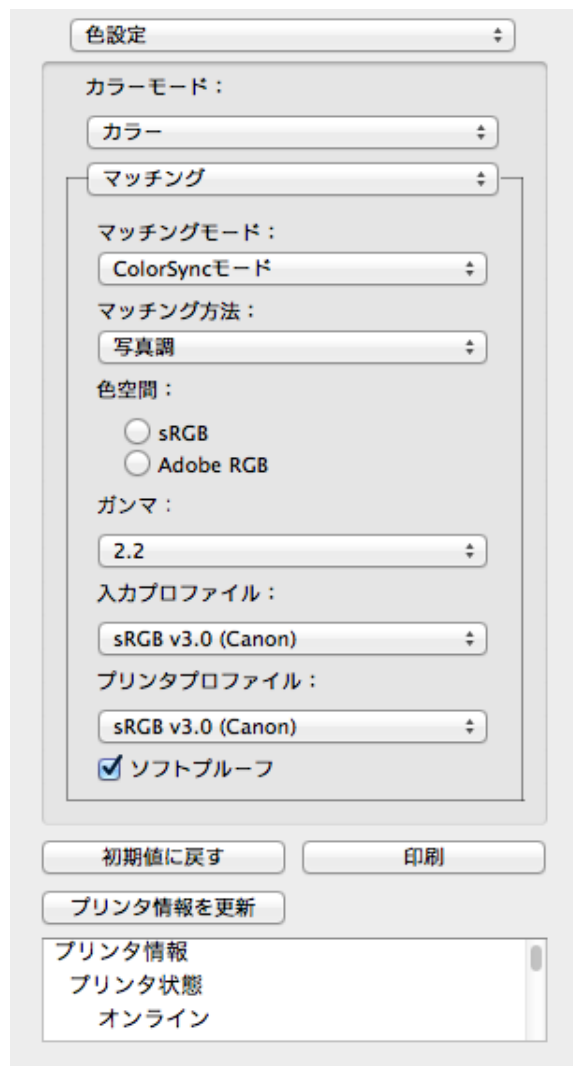 色設定
カラーモード：
カラー
マッチング
マッチングモード：
ColorSyncモード
マッチング方法：
写真調
色空間：
sRGB
Adobe RGB
ガンマ：
2.2
入力プロファイル：
sRGB v3.0 (Canon)
プリンタプロファイル：
sRGB v3.0 (Canon)
ソフトプルーフ
初期値に戻す 印刷
プリンタ情報を更新
プリンタ情報
プリンタ状態
オンライン